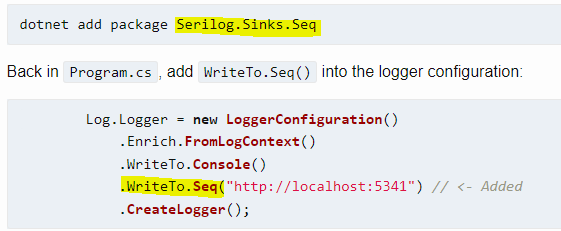 dotnet add package Serilog.Sinks.Seq
Back in Program.cs, add WriteTo.Seq() into the logger configuration:
Log.Logger = new LoggerConfiguration()
.Enrich.FromLogContext()
.WriteTo.Console()
.WriteTo.Seq("http://localhost:5341") // <- Added
.CreateLogger();